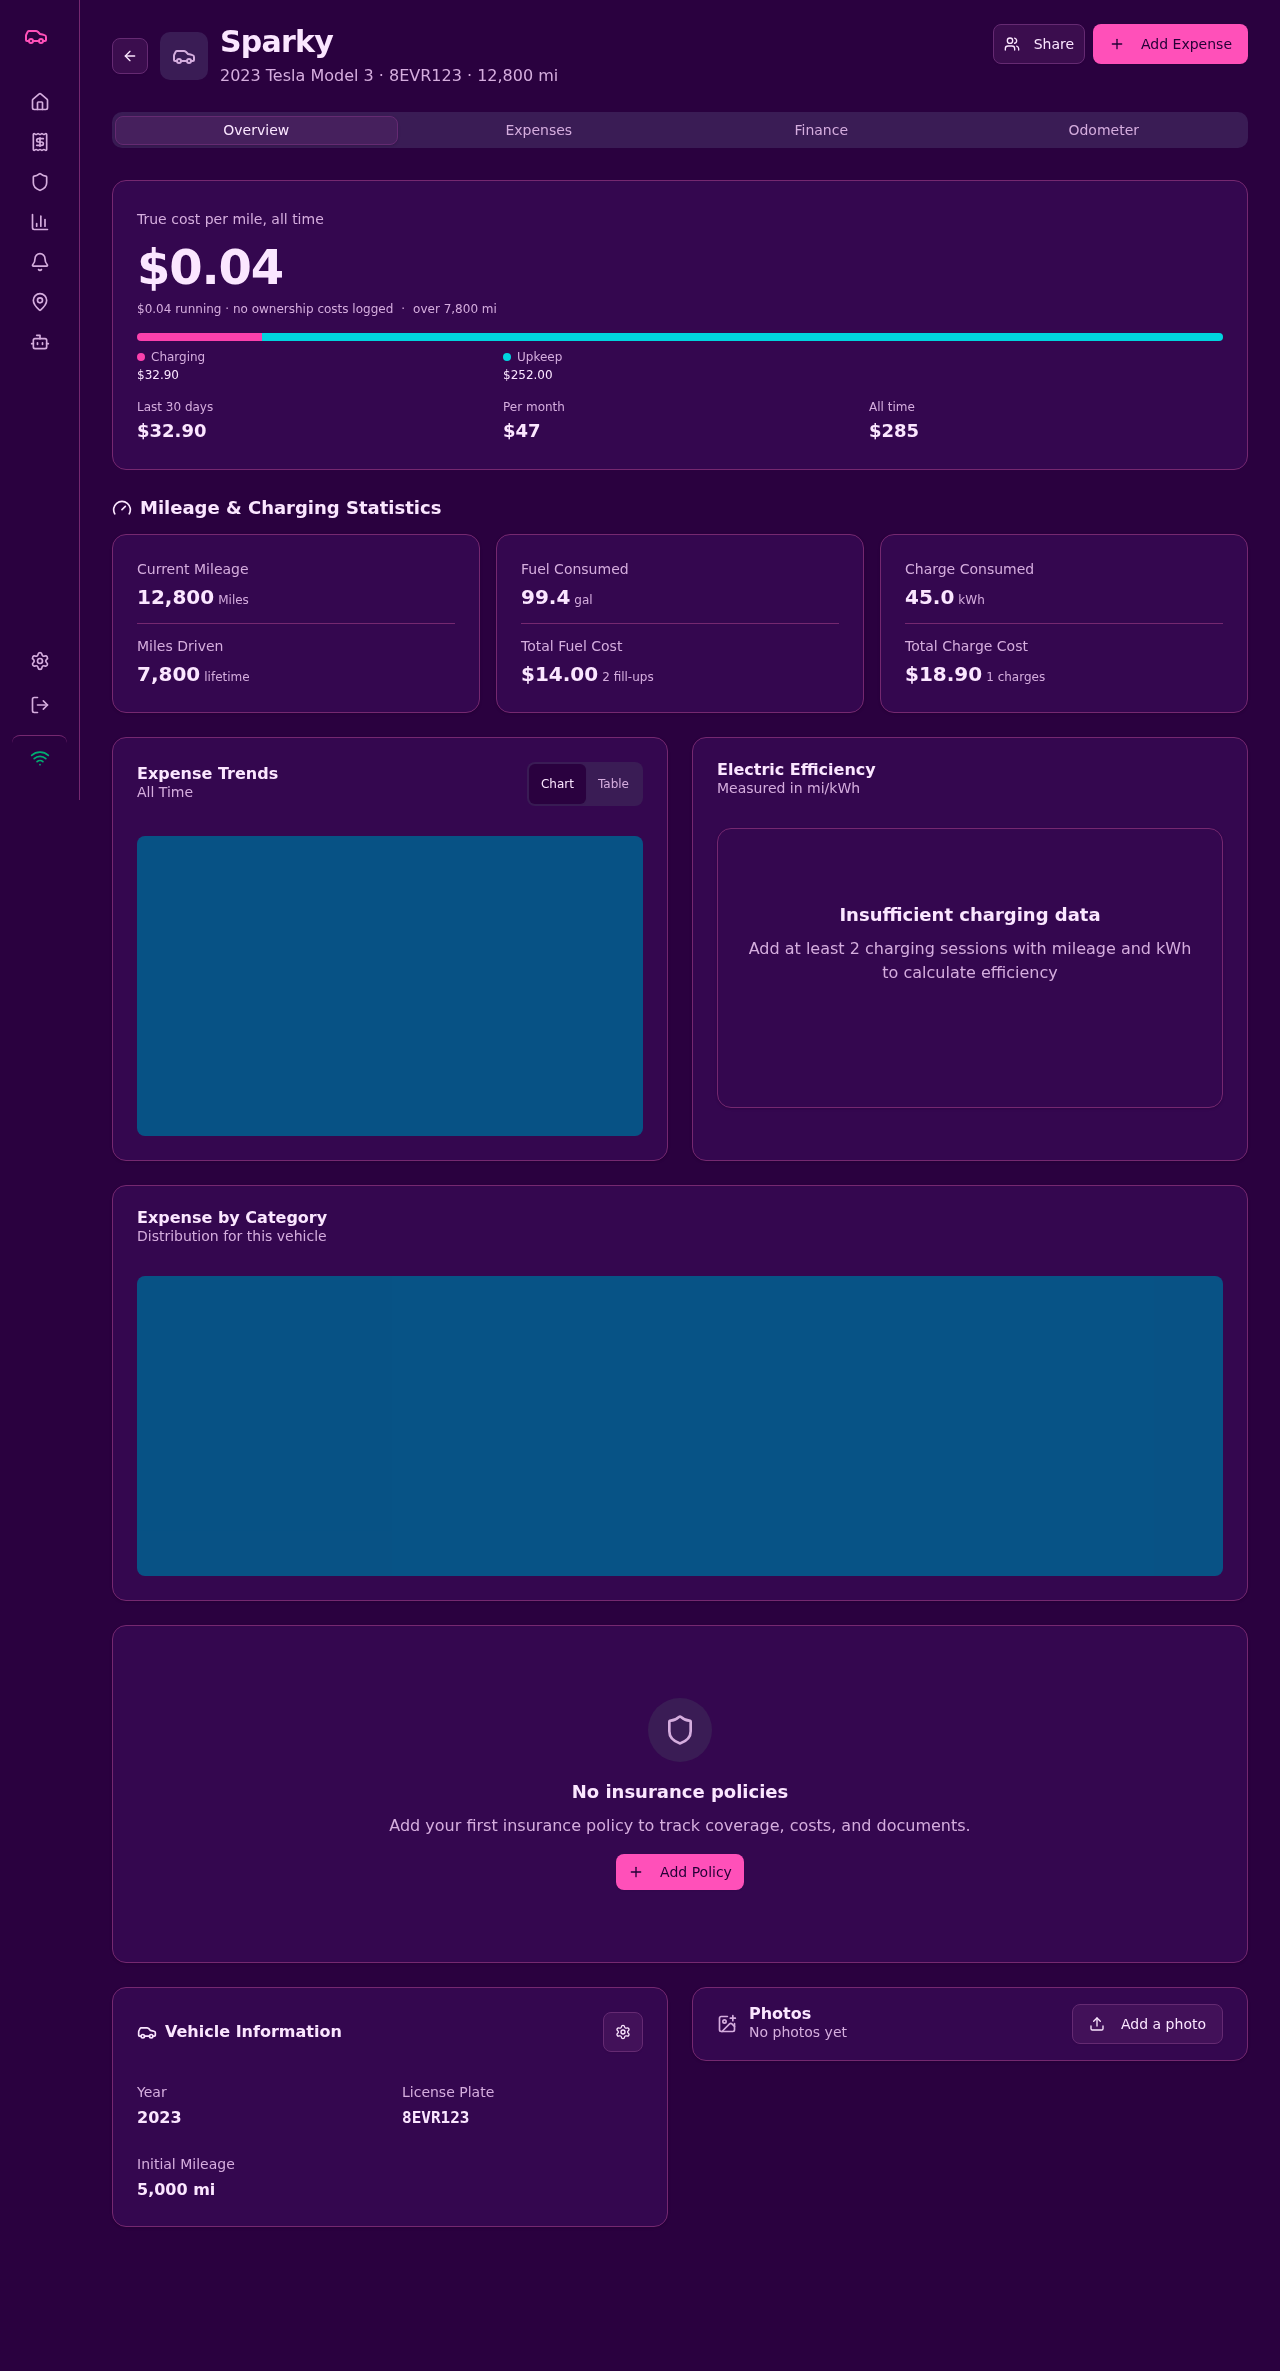 Sparky
2023 Tesla Model 3 · 8EVR123 · 12,800 mi
Share
Add Expense
Overview
Expenses
Finance
Odometer
True cost per mile, all time
$0.04
$0.04 running · no ownership costs logged · over 7,800 mi
Charging
$32.90
Upkeep
$252.00
Last 30 days
$32.90
Per month
$47
All time
$285
Mileage & Charging Statistics
Current Mileage
12,800 Miles
Miles Driven
7,800 lifetime
Fuel Consumed
99.4 gal
Total Fuel Cost
$14.00 2 fill-ups
Charge Consumed
45.0 kWh
Total Charge Cost
$18.90 1 charges
Expense Trends
All Time
Chart
Table
Electric Efficiency
Measured in mi/kWh
Insufficient charging data
Add at least 2 charging sessions with mileage and kWh
to calculate efficiency
Expense by Category
Distribution for this vehicle
No insurance policies
Add your first insurance policy to track coverage, costs, and documents.
Add Policy
Vehicle Information
Year
2023
License Plate
8EVR123
Initial Mileage
5,000 mi
Photos
No photos yet
Add a photo